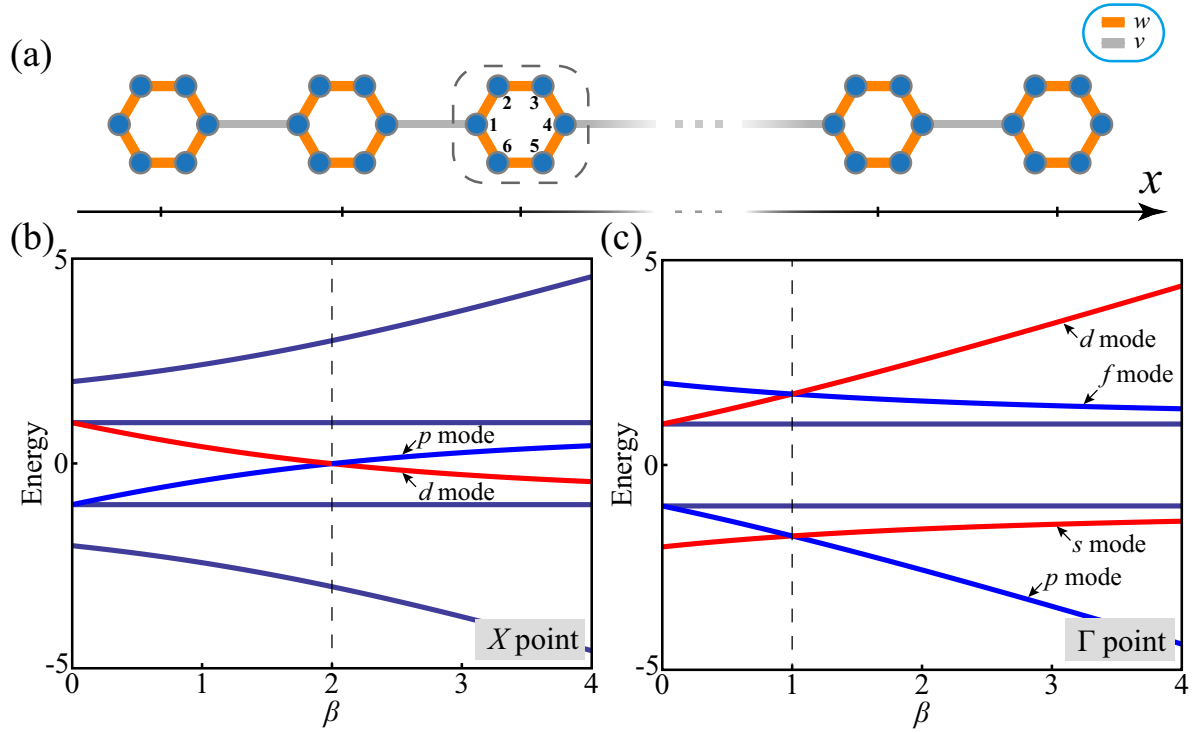 (a)
w
v
2 3
1 4
6 5
x
(b)
5
0
-5
Energy
p mode
d mode
X point
0 1 2 3 4
β
(c)
5
0
-5
Energy
d mode
f mode
s mode
p mode
Γ point
0 1 2 3 4
β